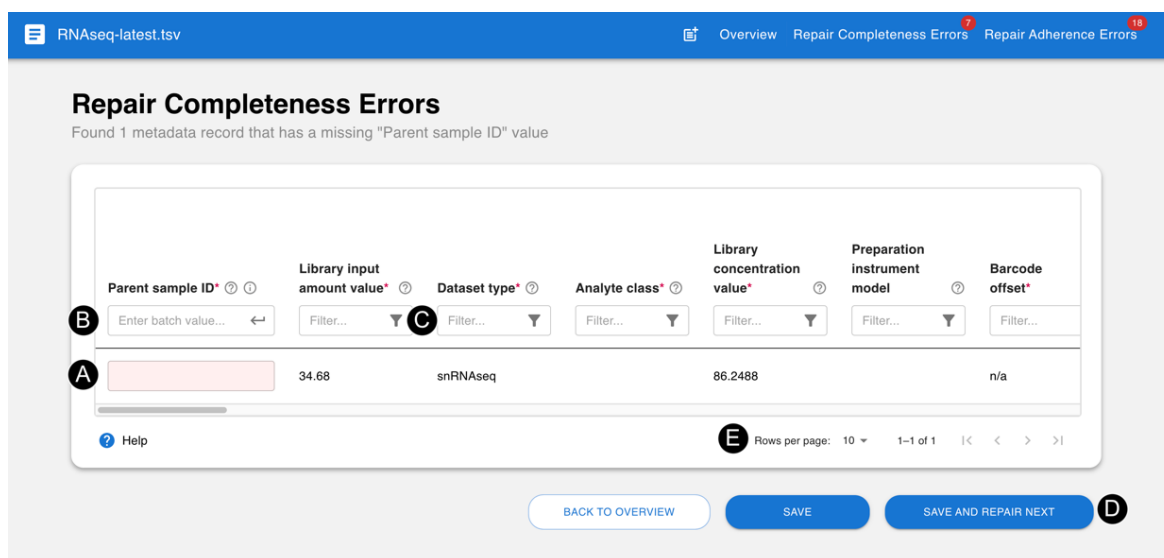 RNAseq-latest.tsv Overview Repair Completeness Errors 7 Repair Adherence Errors 18
Repair Completeness Errors
Found 1 metadata record that has a missing "Parent sample ID" value
Parent sample ID*
Library input
amount value*
Dataset type*
Analyte class*
Library
concentration
value*
Preparation
instrument
model
Barcode
offset*
B Enter batch value... Filter... C Filter... Filter... Filter... Filter... Filter...
A 34.68 snRNAseq 86.2488 n/a
? Help E Rows per page: 10 1–1 of 1
BACK TO OVERVIEW SAVE SAVE AND REPAIR NEXT D